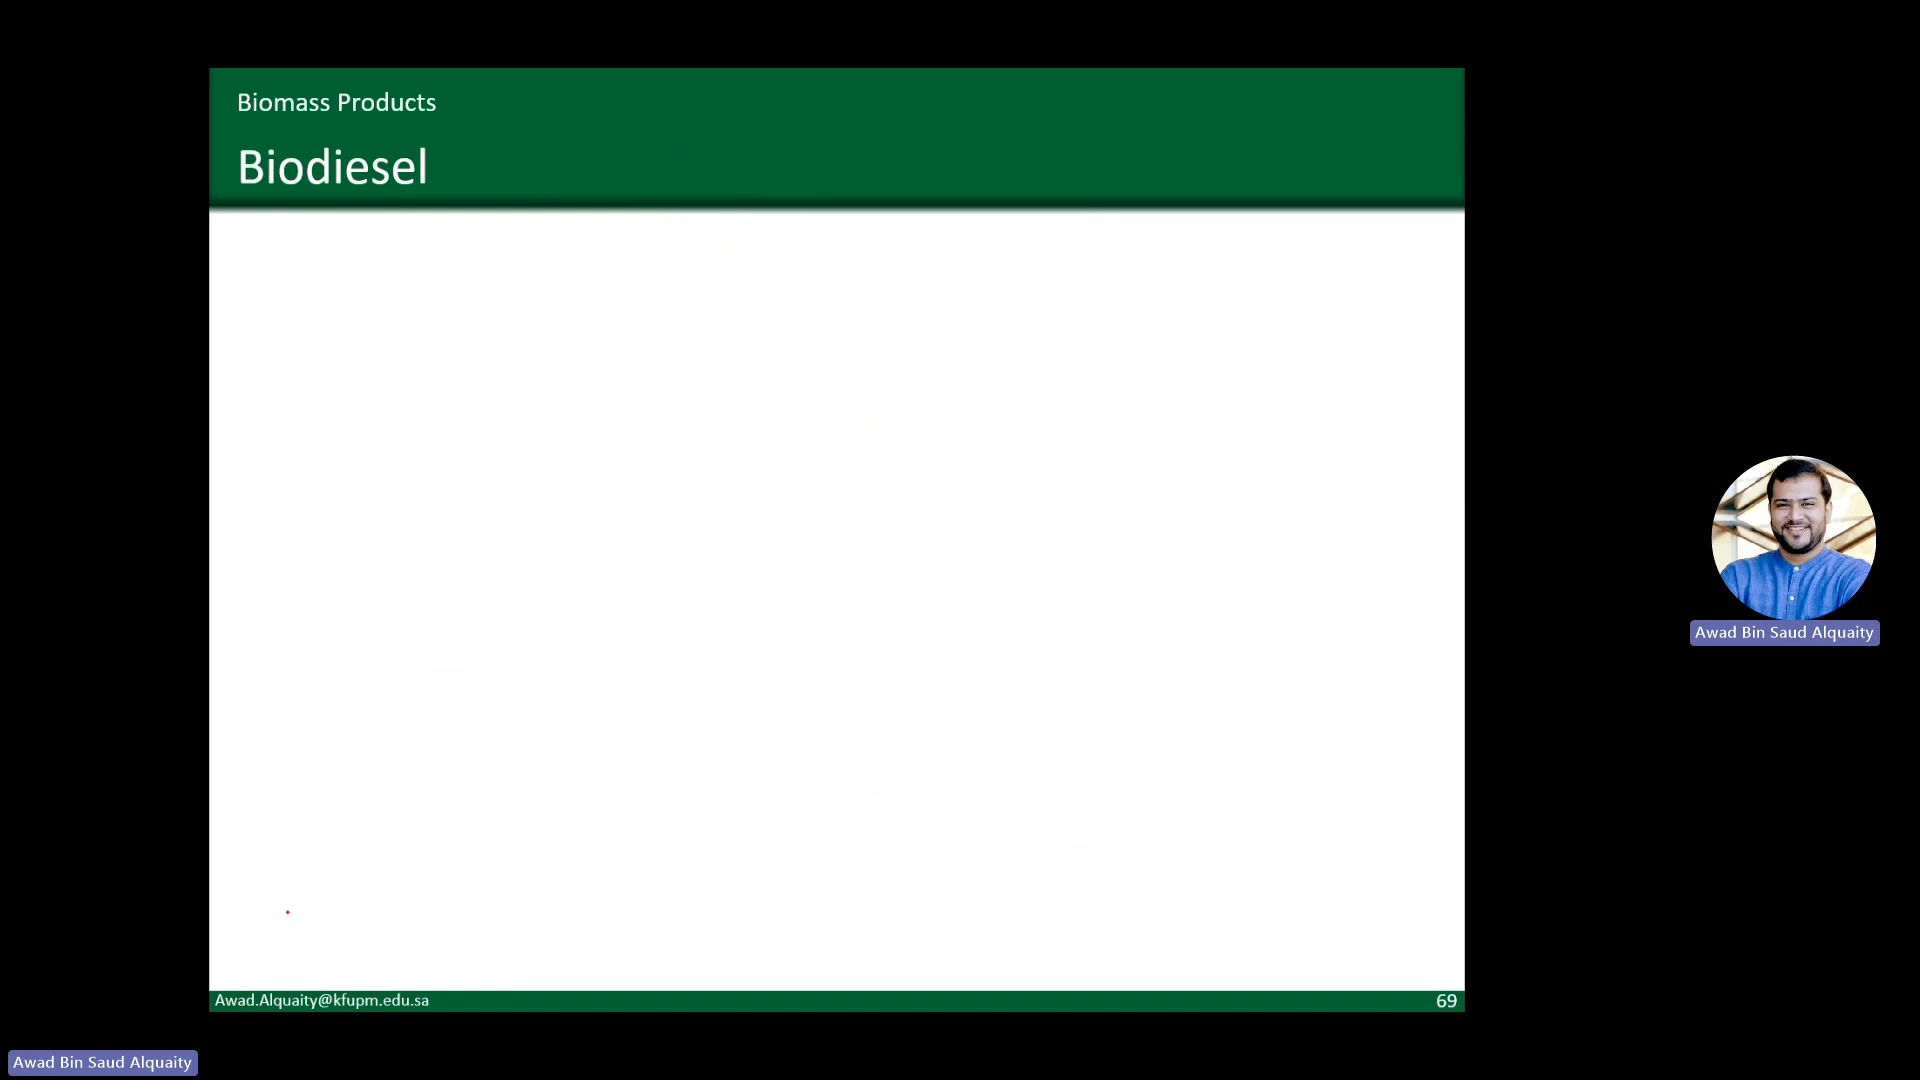 Biomass Products
Biodiesel
Awad Bin Saud Alquaity
Awad.Alquaity@kfupm.edu.sa
69
Awad Bin Saud Alquaity